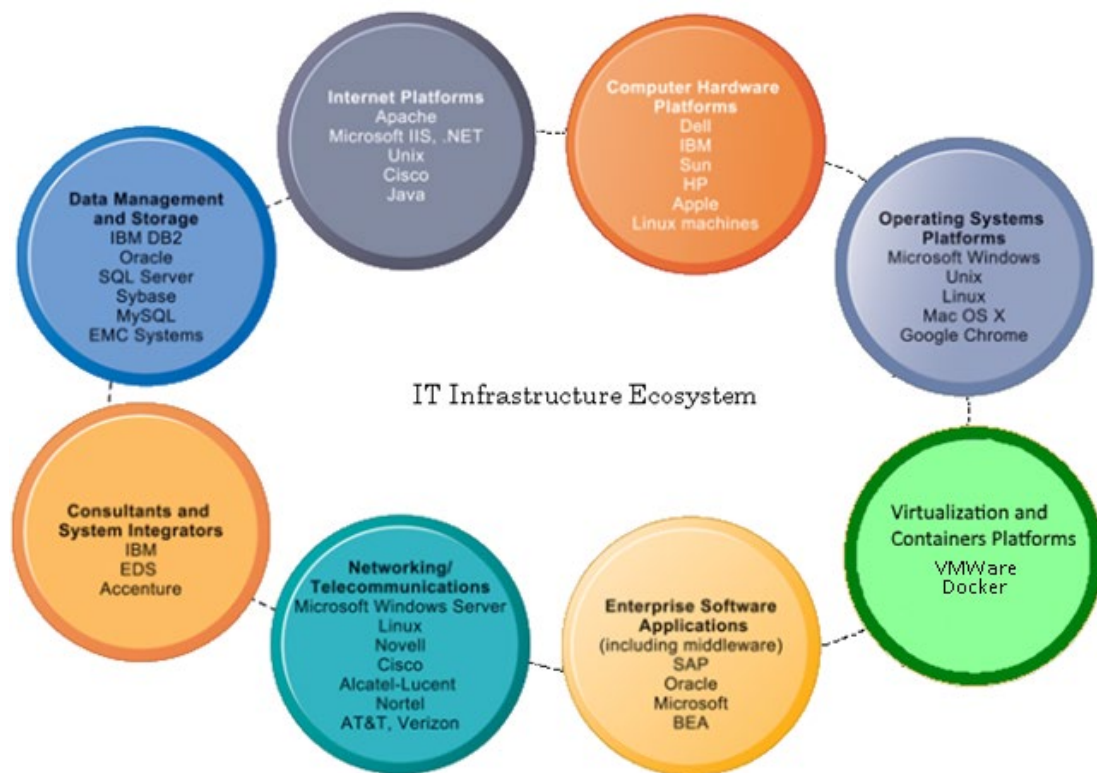 Internet Platforms
Apache
Microsoft IIS, .NET
Unix
Cisco
Java
Computer Hardware
Platforms
Dell
IBM
Sun
HP
Apple
Linux machines
Data Management
and Storage
IBM DB2
Oracle
SQL Server
Sybase
MySQL
EMC Systems
Operating Systems
Platforms
Microsoft Windows
Unix
Linux
Mac OS X
Google Chrome
IT Infrastructure Ecosystem
Consultants and
System Integrators
IBM
EDS
Accenture
Networking/
Telecommunications
Microsoft Windows Server
Linux
Novell
Cisco
Alcatel-Lucent
Nortel
AT&T, Verizon
Enterprise Software
Applications
(including middleware)
SAP
Oracle
Microsoft
BEA
Virtualization and
Containers Platforms
VMWare
Docker